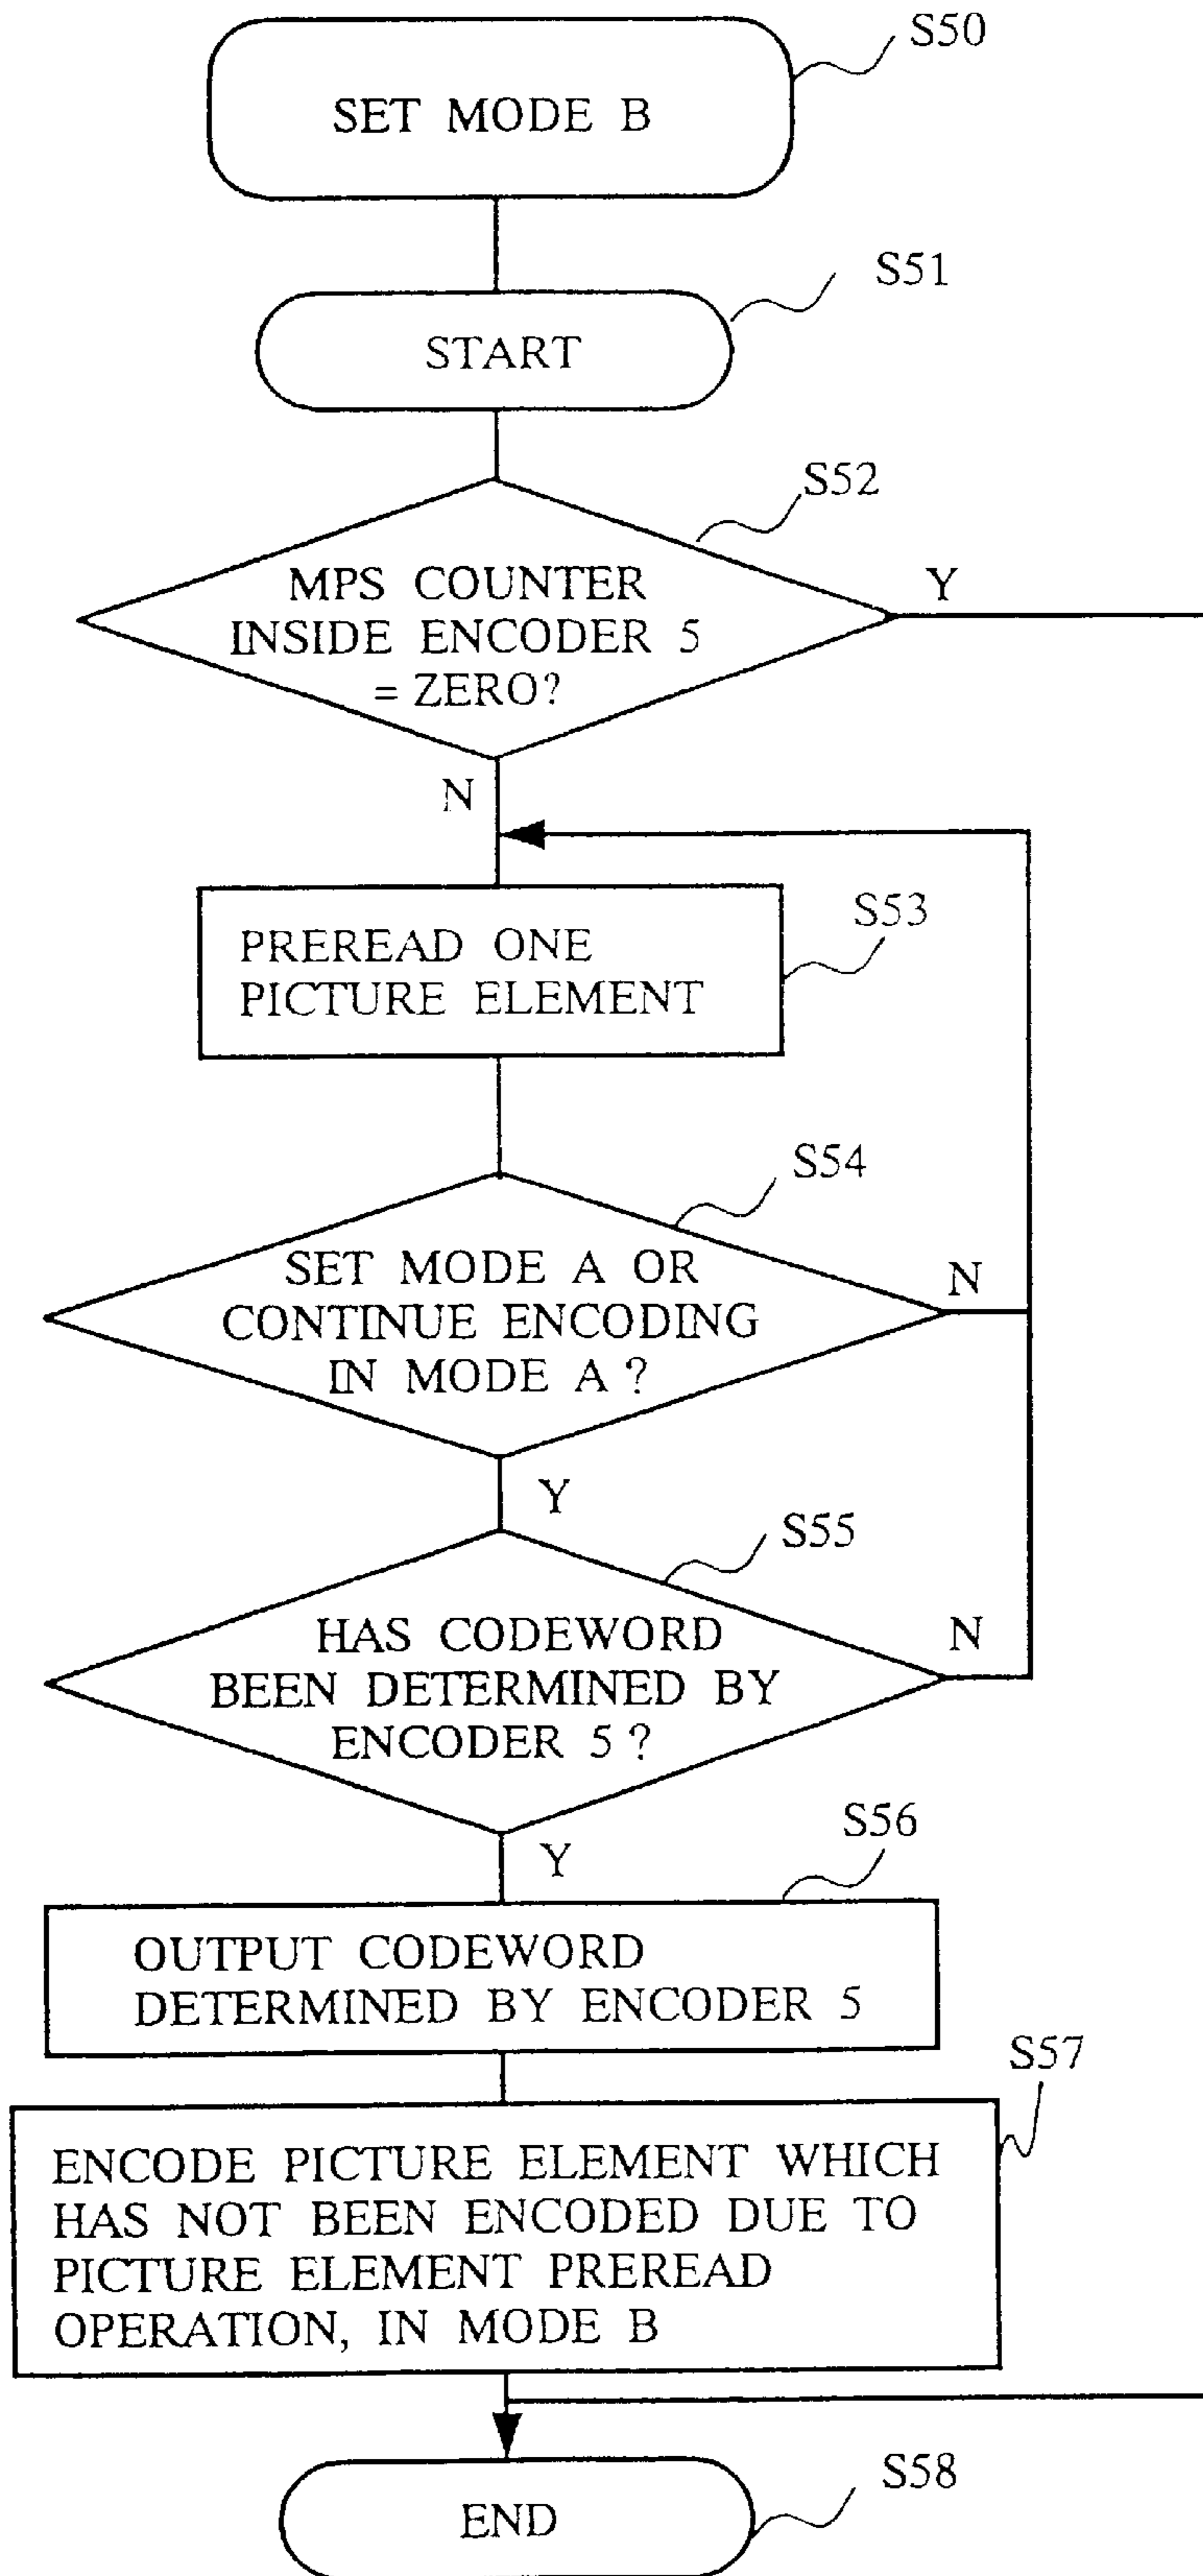 S50
SET MODE B
S51
START
S52
MPS COUNTER
INSIDE ENCODER 5
= ZERO?
Y
N
S53
PREREAD ONE
PICTURE ELEMENT
S54
SET MODE A OR
CONTINUE ENCODING
IN MODE A ?
N
Y
S55
HAS CODEWORD
BEEN DETERMINED BY
ENCODER 5 ?
N
Y
S56
OUTPUT CODEWORD
DETERMINED BY ENCODER 5
S57
ENCODE PICTURE ELEMENT WHICH
HAS NOT BEEN ENCODED DUE TO
PICTURE ELEMENT PREREAD
OPERATION, IN MODE B
S58
END